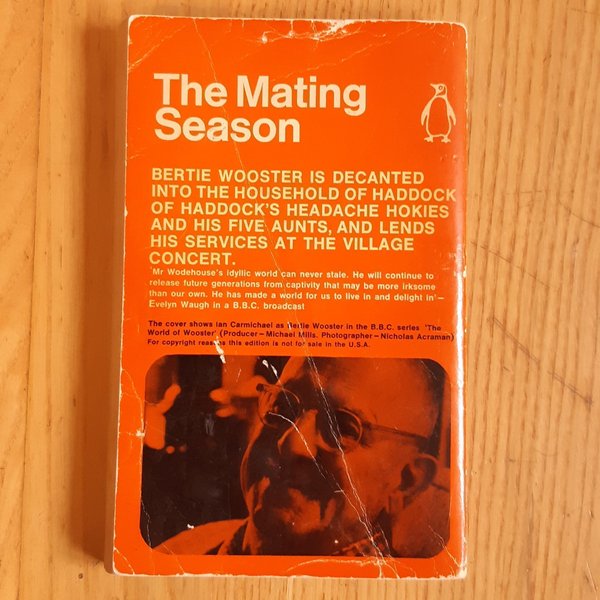 The Mating
Season
BERTIE WOOSTER IS DECANTED
INTO THE HOUSEHOLD OF HADDOCK
OF HADDOCK'S HEADACHE HOKIES
AND HIS FIVE AUNTS, AND LENDS
HIS SERVICES AT THE VILLAGE
CONCERT.
'Mr Wodehouse's idyllic world can never stale. He will continue to
release future generations from captivity that may be more irksome
than our own. He has made a world for us to live in and delight in'–
Evelyn Waugh in a B.B.C. broadcast
The cover shows Ian Carmichael as Bertie Wooster in the B.B.C. series 'The
World of Wooster' (Producer–Michael Mills. Photographer–Nicholas Acraman)
For copyright reasons this edition is not for sale in the U.S.A.